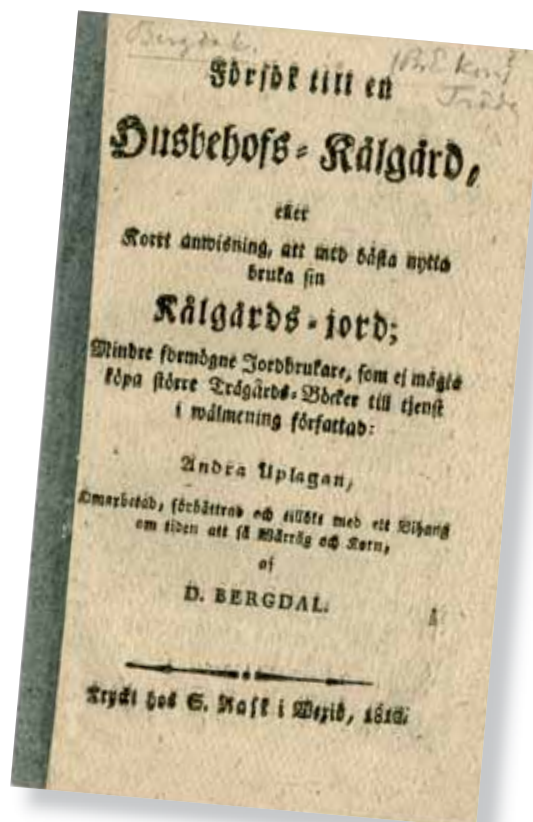 Bergdal.
Försök till en
Husbehofs-Kålgård,
eller
Kort anwisning, att med bästa nytta
bruka sin
Kålgårds-jord;
Mindre förmögne Jordbrukare, som ej mägta
köpa större Trägårds-Böcker till tjenst
i wälmening författad:
Andra Uplagan,
Omarbetad, förbättrad och tillökt med ett Bihang
om tiden att så Wårråg och Korn,
af
D. BERGDAL.
Tryckt hos S. Rask i Wexiö,